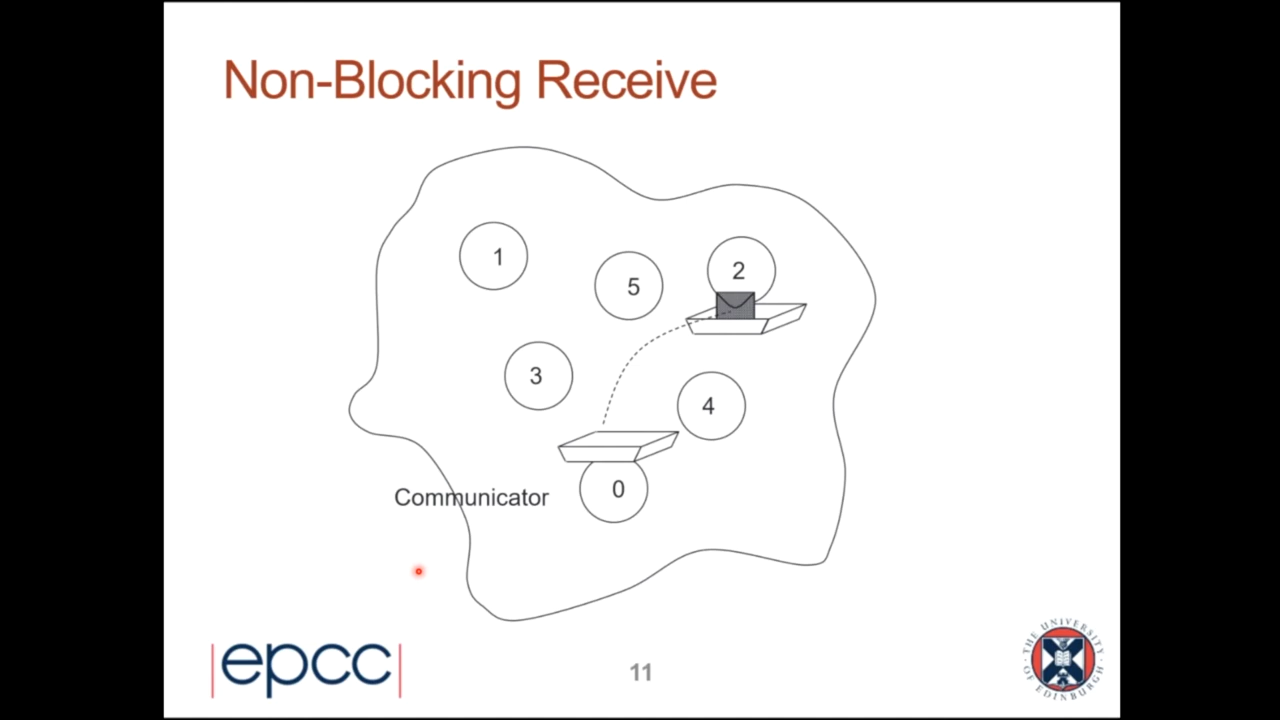 Non-Blocking Receive
1
5
2
3
4
0
Communicator
epcc
11
THE UNIVERSITY
OF EDINBURGH